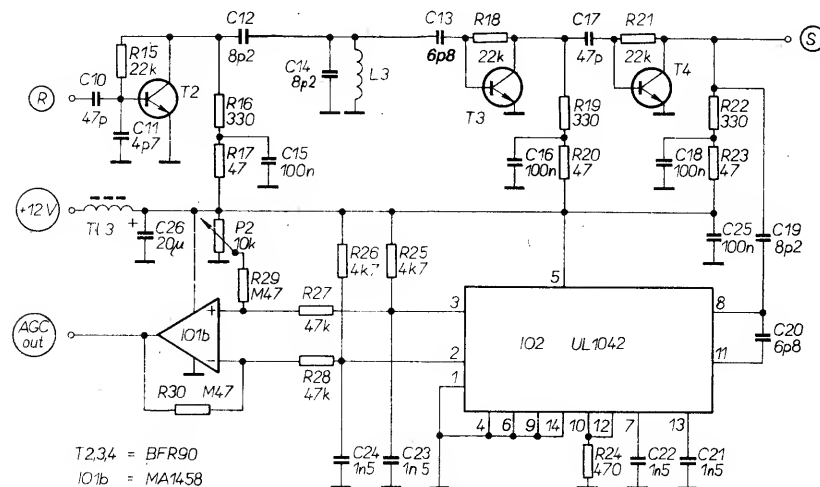 C12
8p2
R15
22k
C10
47p
R
C11
4p7
T2
R16
330
R17
47
C15
100n
C14
8p2
L3
C13
6p8
R18
22k
T3
C17
47p
R21
22k
T4
S
R19
330
C16
100n
R20
47
R22
330
C18
100n
R23
47
+12V
Tl 3
+
C26
20µ
P2
10k
R29
M47
R26
4k7
R25
4k7
C25
100n
C19
8p2
AGC
out
IO1b
+
−
R27
47k
R28
47k
R30
M47
5
3
2
1
IO2
UL1042
8
11
C20
6p8
4
6
9
14
10
12
7
13
C24
1n5
C23
1n5
R24
470
C22
1n5
C21
1n5
T2,3,4 = BFR90
IO1b = MA1458